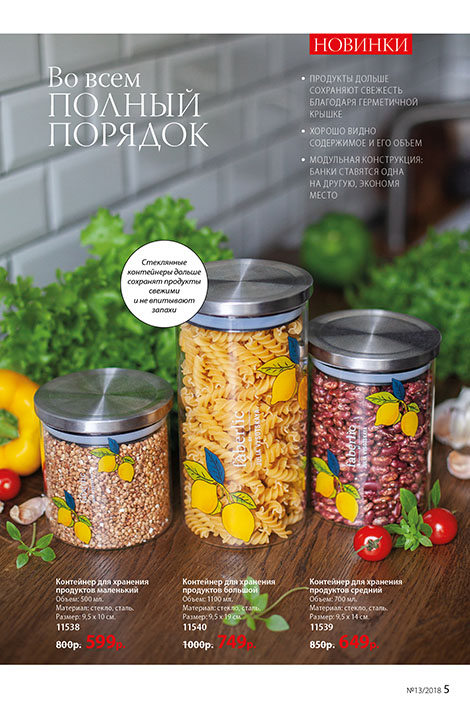 НОВИНКИ
Во всем
ПОЛНЫЙ
ПОРЯДОК
• ПРОДУКТЫ ДОЛЬШЕ
СОХРАНЯЮТ СВЕЖЕСТЬ
БЛАГОДАРЯ ГЕРМЕТИЧНОЙ
КРЫШКЕ
• ХОРОШО ВИДНО
СОДЕРЖИМОЕ И ЕГО ОБЪЕМ
• МОДУЛЬНАЯ КОНСТРУКЦИЯ:
БАНКИ СТАВЯТСЯ ОДНА
НА ДРУГУЮ, ЭКОНОМЯ
МЕСТО
Стеклянные
контейнеры дольше
сохранят продукты
свежими
и не впитывают
запахи
faberlic
faberlic
Контейнер для хранения
продуктов маленький
Объем: 500 мл.
Материал: стекло, сталь.
Размер: 9,5 х 10 см.
11538
800р. 599р.
Контейнер для хранения
продуктов большой
Объем: 1100 мл.
Материал: стекло, сталь.
Размер: 9,5 х 19 см.
11540
1000р. 749р.
Контейнер для хранения
продуктов средний
Объем: 700 мл.
Материал: стекло, сталь.
Размер: 9,5 х 14 см.
11539
850р. 649р.
№13/2018 5